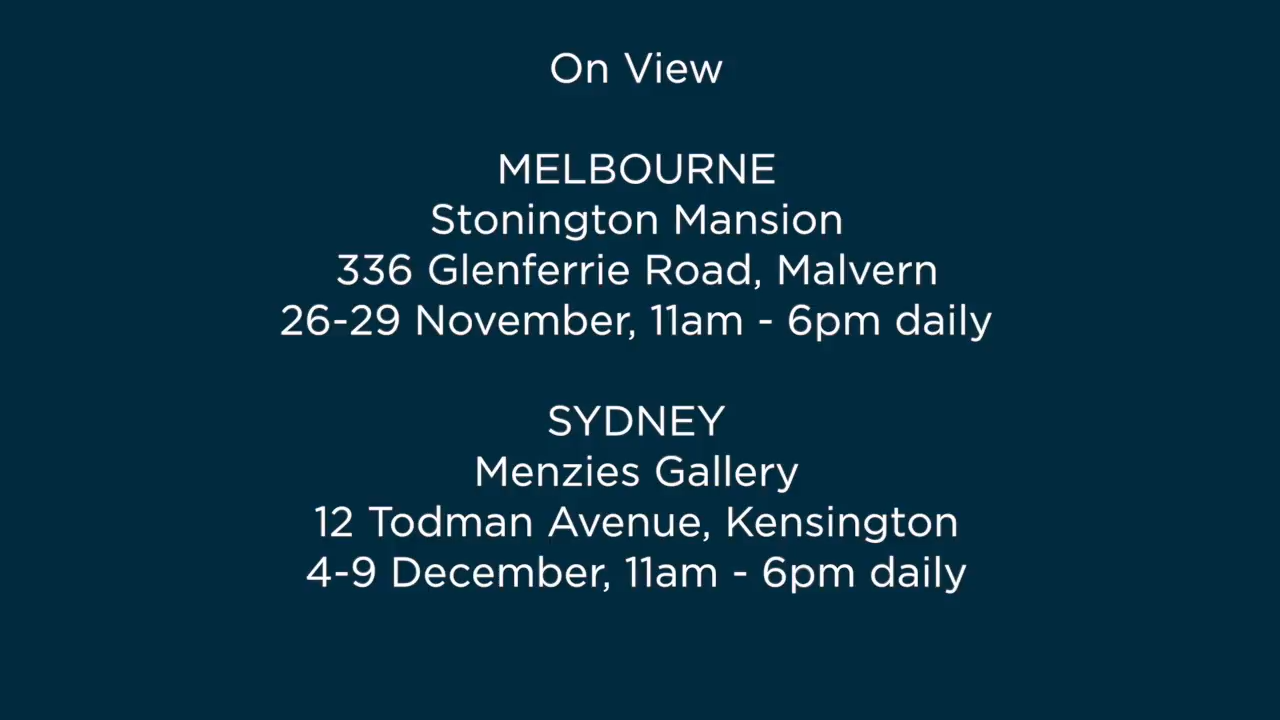 On View
MELBOURNE
Stonington Mansion
336 Glenferrie Road, Malvern
26-29 November, 11am - 6pm daily
SYDNEY
Menzies Gallery
12 Todman Avenue, Kensington
4-9 December, 11am - 6pm daily